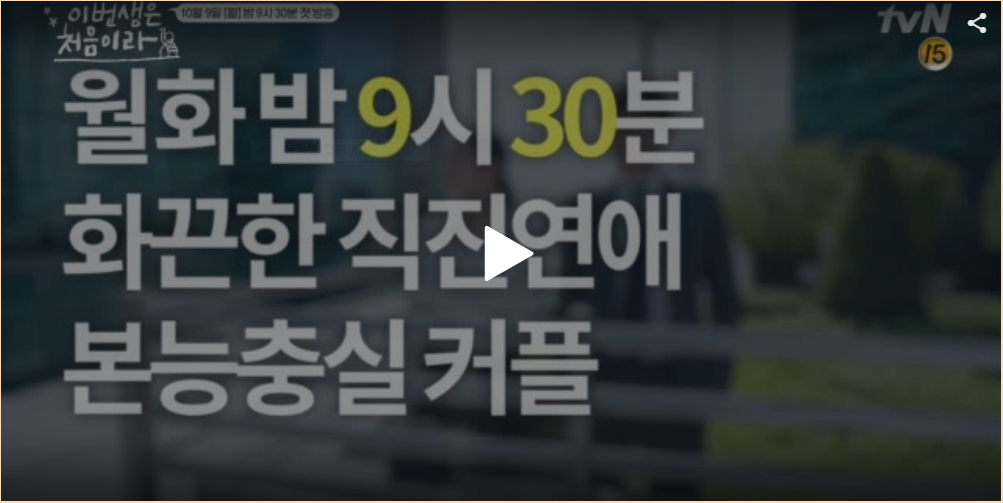 이번생은
처음이라
10월 9일 [월] 밤 9시 30분 첫 방송
tvN
15
월화 밤 9시 30분
화끈한 직진연애
본능충실 커플